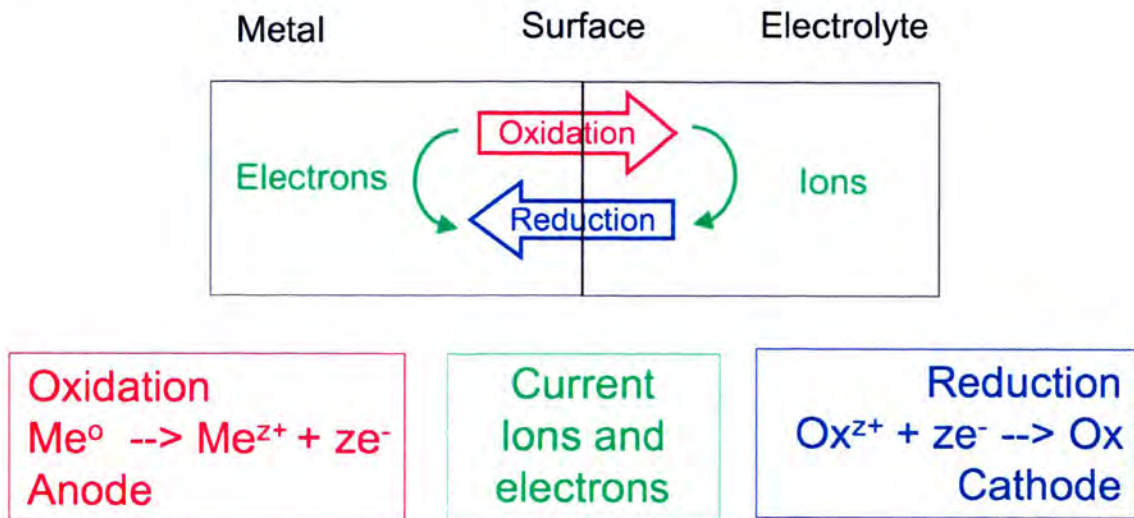 Metal Surface Electrolyte
Oxidation
Electrons
Ions
Reduction
Oxidation
Meº --> Meᶻ⁺ + ze⁻
Anode
Current
Ions and
electrons
Reduction
Oxᶻ⁺ + ze⁻ --> Ox
Cathode